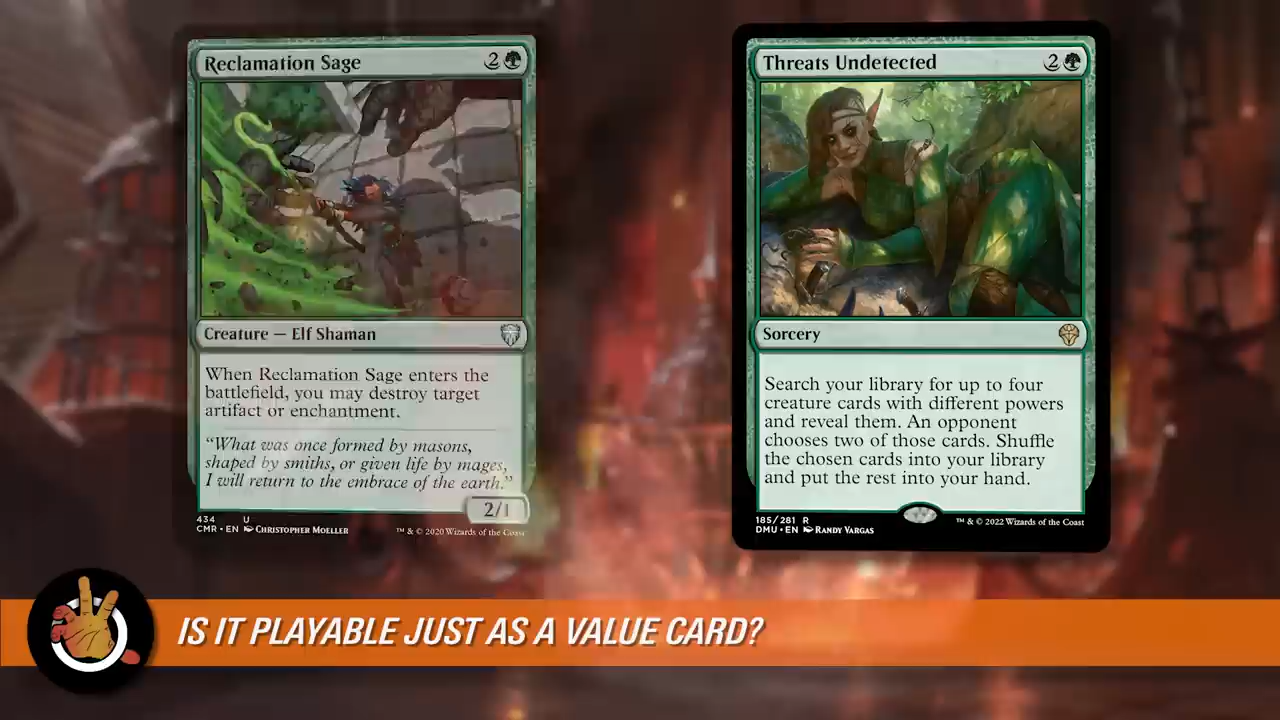 Reclamation Sage 2
Creature — Elf Shaman
When Reclamation Sage enters the
battlefield, you may destroy target
artifact or enchantment.
“What was once formed by masons,
shaped by smiths, or given life by mages,
I will return to the embrace of the earth.”
2/1
434 U
CMR • EN Christopher Moeller
™ & © 2020 Wizards of the Coast
Threats Undetected 2
Sorcery
Search your library for up to four
creature cards with different powers
and reveal them. An opponent
chooses two of those cards. Shuffle
the chosen cards into your library
and put the rest into your hand.
185/281 R
DMU • EN Randy Vargas
™ & © 2022 Wizards of the Coast
IS IT PLAYABLE JUST AS A VALUE CARD?